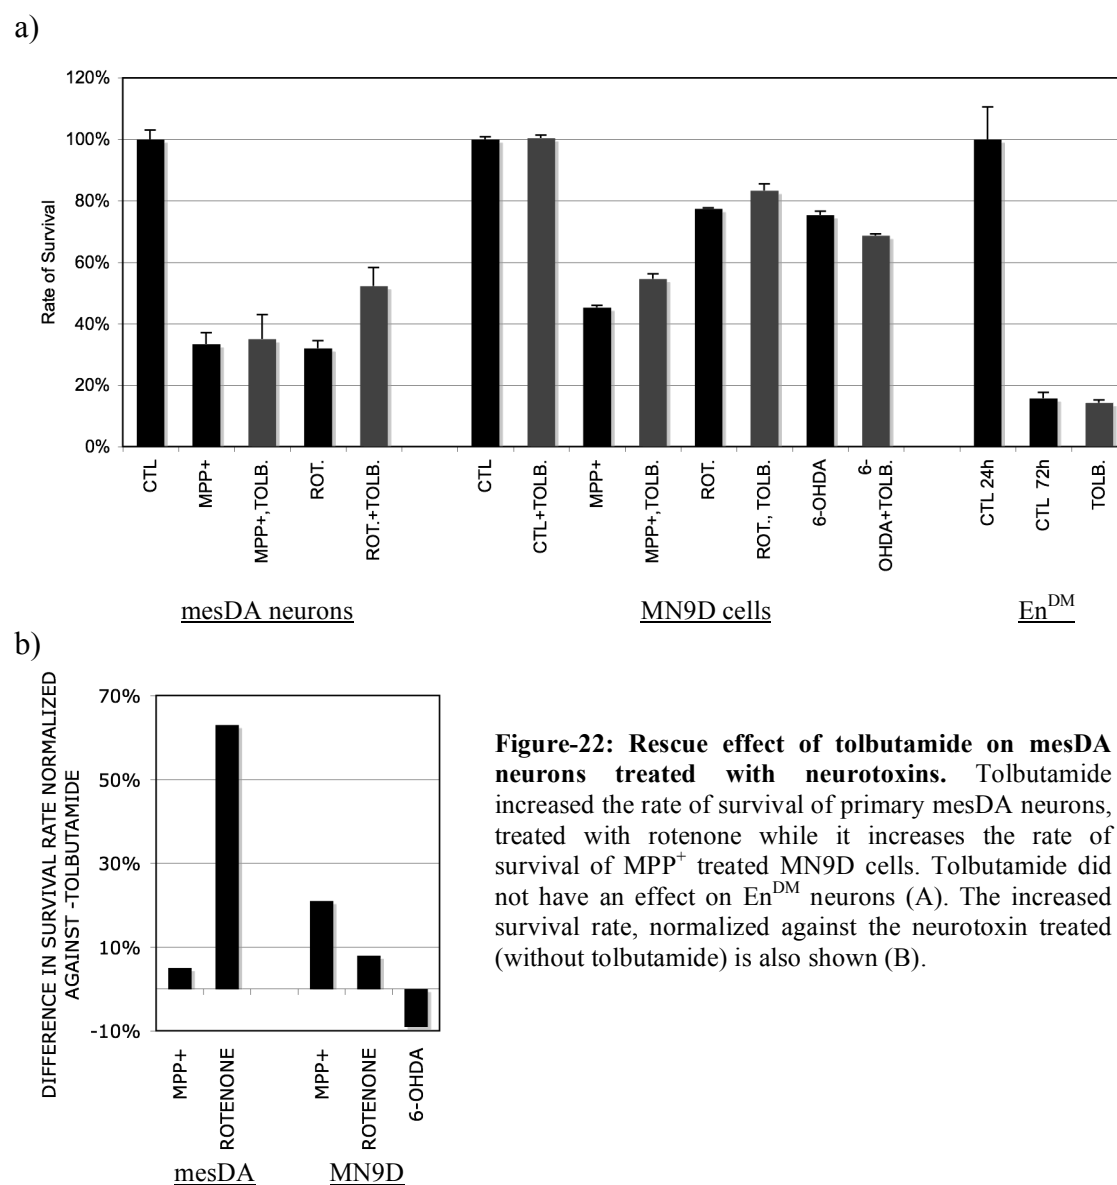 a)
120%
100%
80%
60%
40%
20%
0%
Rate of Survival
CTL
MPP+
MPP+,TOLB.
ROT.
ROT.+TOLB.
CTL
CTL+TOLB.
MPP+
MPP+,TOLB.
ROT.
ROT., TOLB.
6-OHDA
6-
OHDA+TOLB.
CTL 24h
CTL 72h
TOLB.
mesDA neurons
MN9D cells
En^DM
b)
DIFFERENCE IN SURVIVAL RATE NORMALIZED
AGAINST -TOLBUTAMIDE
70%
50%
30%
10%
-10%
MPP+
ROTENONE
MPP+
ROTENONE
6-OHDA
mesDA
MN9D
Figure-22: Rescue effect of tolbutamide on mesDA
neurons treated with neurotoxins. Tolbutamide
increased the rate of survival of primary mesDA neurons,
treated with rotenone while it increases the rate of
survival of MPP⁺ treated MN9D cells. Tolbutamide did
not have an effect on En^DM neurons (A). The increased
survival rate, normalized against the neurotoxin treated
(without tolbutamide) is also shown (B).